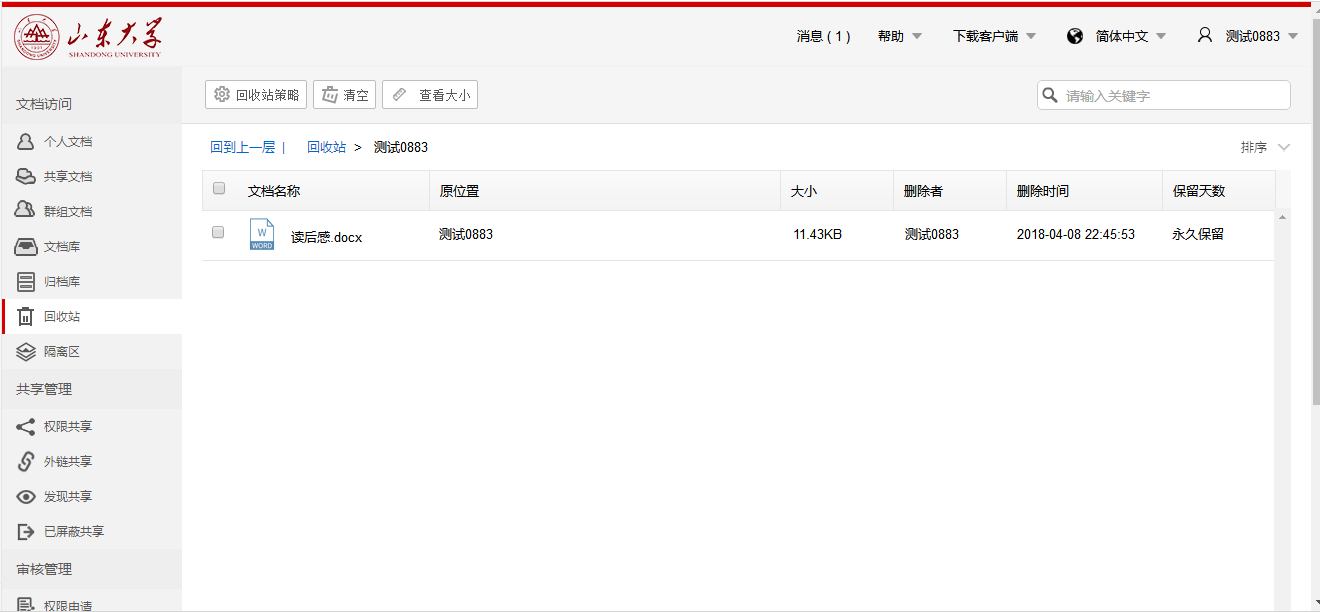 山东大学
SHANDONG UNIVERSITY
消息 ( 1 ) 帮助 下载客户端 简体中文 测试0883
文档访问
个人文档
共享文档
群组文档
文档库
归档库
回收站
隔离区
共享管理
权限共享
外链共享
发现共享
已屏蔽共享
审核管理
权限申请
回收站策略 清空 查看大小 请输入关键字
回到上一层 | 回收站 > 测试0883 排序
文档名称 原位置 大小 删除者 删除时间 保留天数
W
WORD
读后感.docx 测试0883 11.43KB 测试0883 2018-04-08 22:45:53 永久保留